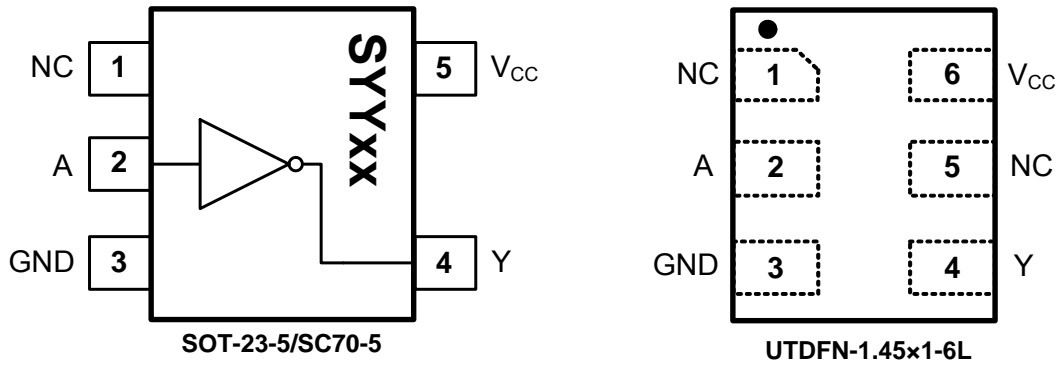 NC 1
5 VCC
A 2
GND 3
4 Y
SYYxx
SOT-23-5/SC70-5
NC 1
6 VCC
A 2
5 NC
GND 3
4 Y
UTDFN-1.45×1-6L